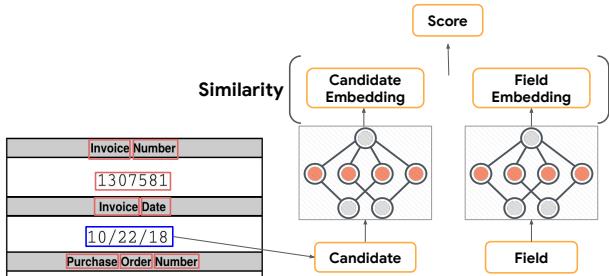 Score
Similarity
Candidate
Embedding
Field
Embedding
Invoice Number
1307581
Invoice Date
10/22/18
Purchase Order Number
Candidate
Field